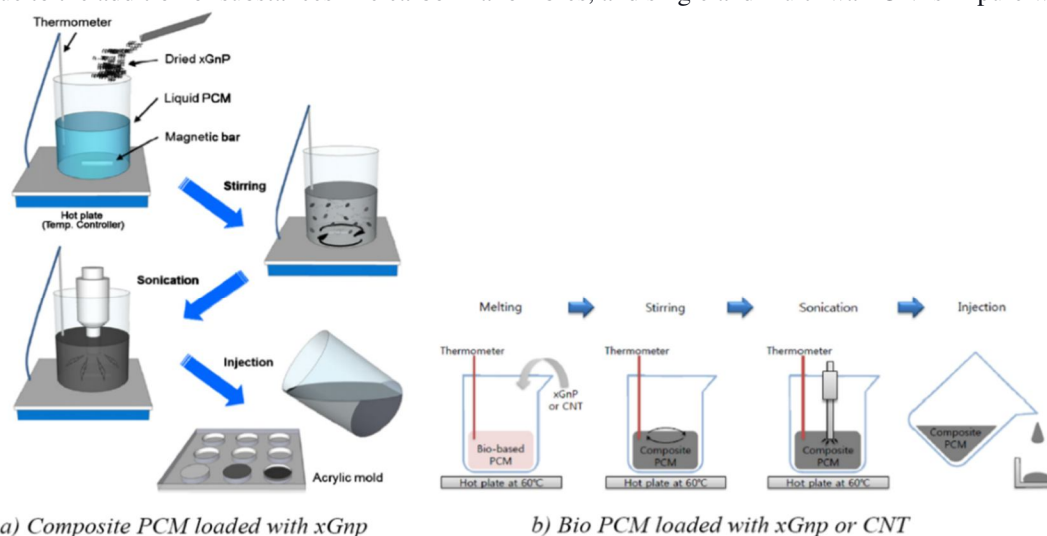 Thermometer
Dried xGnP
Liquid PCM
Magnetic bar
Hot plate
(Temp. Controller)
Stirring
Sonication
Injection
Acrylic mold
a) Composite PCM loaded with xGnp
Melting
Stirring
Sonication
Injection
Thermometer
Thermometer
Thermometer
xGnP
or CNT
Bio-based
PCM
Composite
PCM
Composite
PCM
Composite
PCM
Hot plate at 60℃
Hot plate at 60℃
Hot plate at 60℃
b) Bio PCM loaded with xGnp or CNT